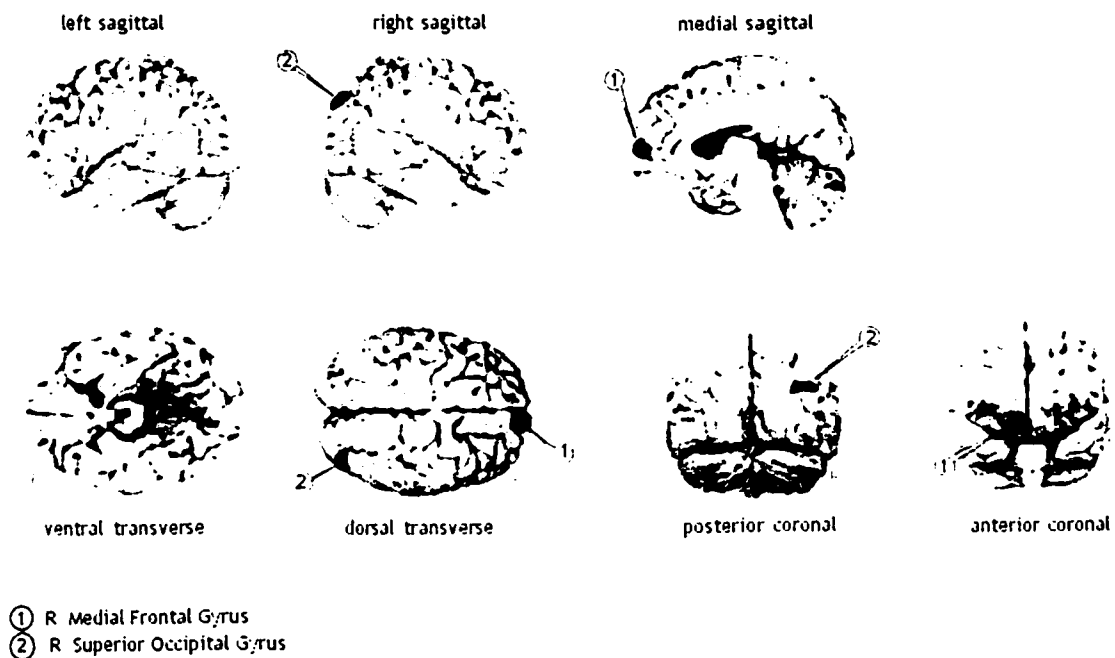 left sagittal
right sagittal
medial sagittal
2
1
ventral transverse
dorsal transverse
posterior coronal
anterior coronal
2
1
2
1
1 R Medial Frontal Gyrus
2 R Superior Occipital Gyrus